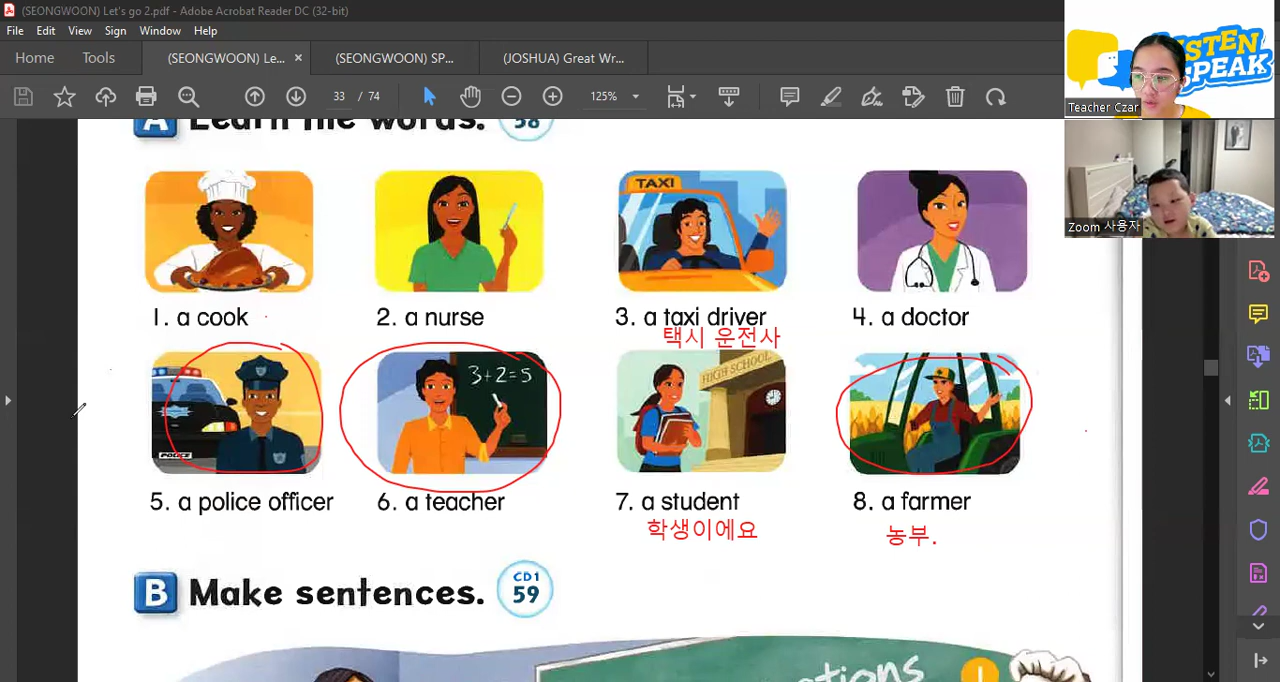 (SEONGWOON) Let's go 2.pdf - Adobe Acrobat Reader DC (32-bit)
File Edit View Sign Window Help
Home Tools (SEONGWOON) Le... × (SEONGWOON) SP... (JOSHUA) Great Wr...
33 / 74 125%
LISTEN
SPEAK
Teacher Czar
Zoom 사용자
A Learn the words. 58
TAXI
1. a cook 2. a nurse 3. a taxi driver 4. a doctor
택시 운전사
POLICE
3+2=5
HIGH SCHOOL
5. a police officer 6. a teacher 7. a student 8. a farmer
학생이에요 농부.
B Make sentences. CD1 59